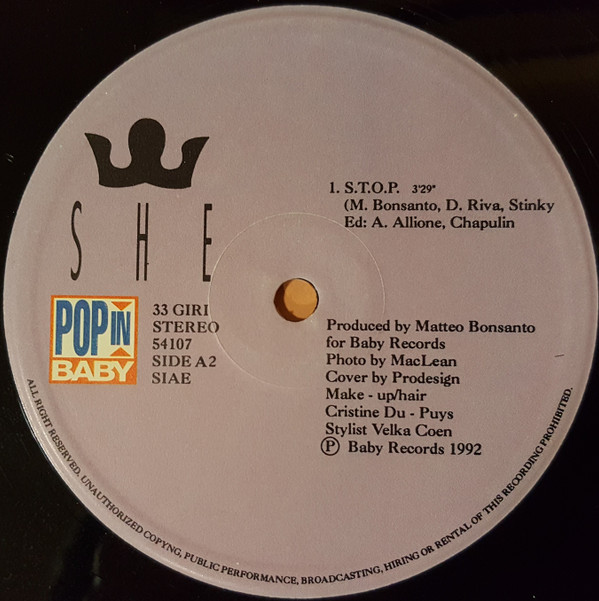 S H E
1. S.T.O.P. 3'29"
(M. Bonsanto, D. Riva, Stinky
Ed: A. Allione, Chapulin
POP IN
BABY
33 GIRI
STEREO
54107
SIDE A2
SIAE
Produced by Matteo Bonsanto
for Baby Records
Photo by MacLean
Cover by Prodesign
Make - up/hair
Cristine Du - Puys
Stylist Velka Coen
Ⓟ Baby Records 1992
ALL RIGHT RESERVED. UNAUTHORIZED COPYNG, PUBLIC PERFORMANCE, BROADCASTING, HIRING OR RENTAL OF THIS RECORDING PROHIBITED.